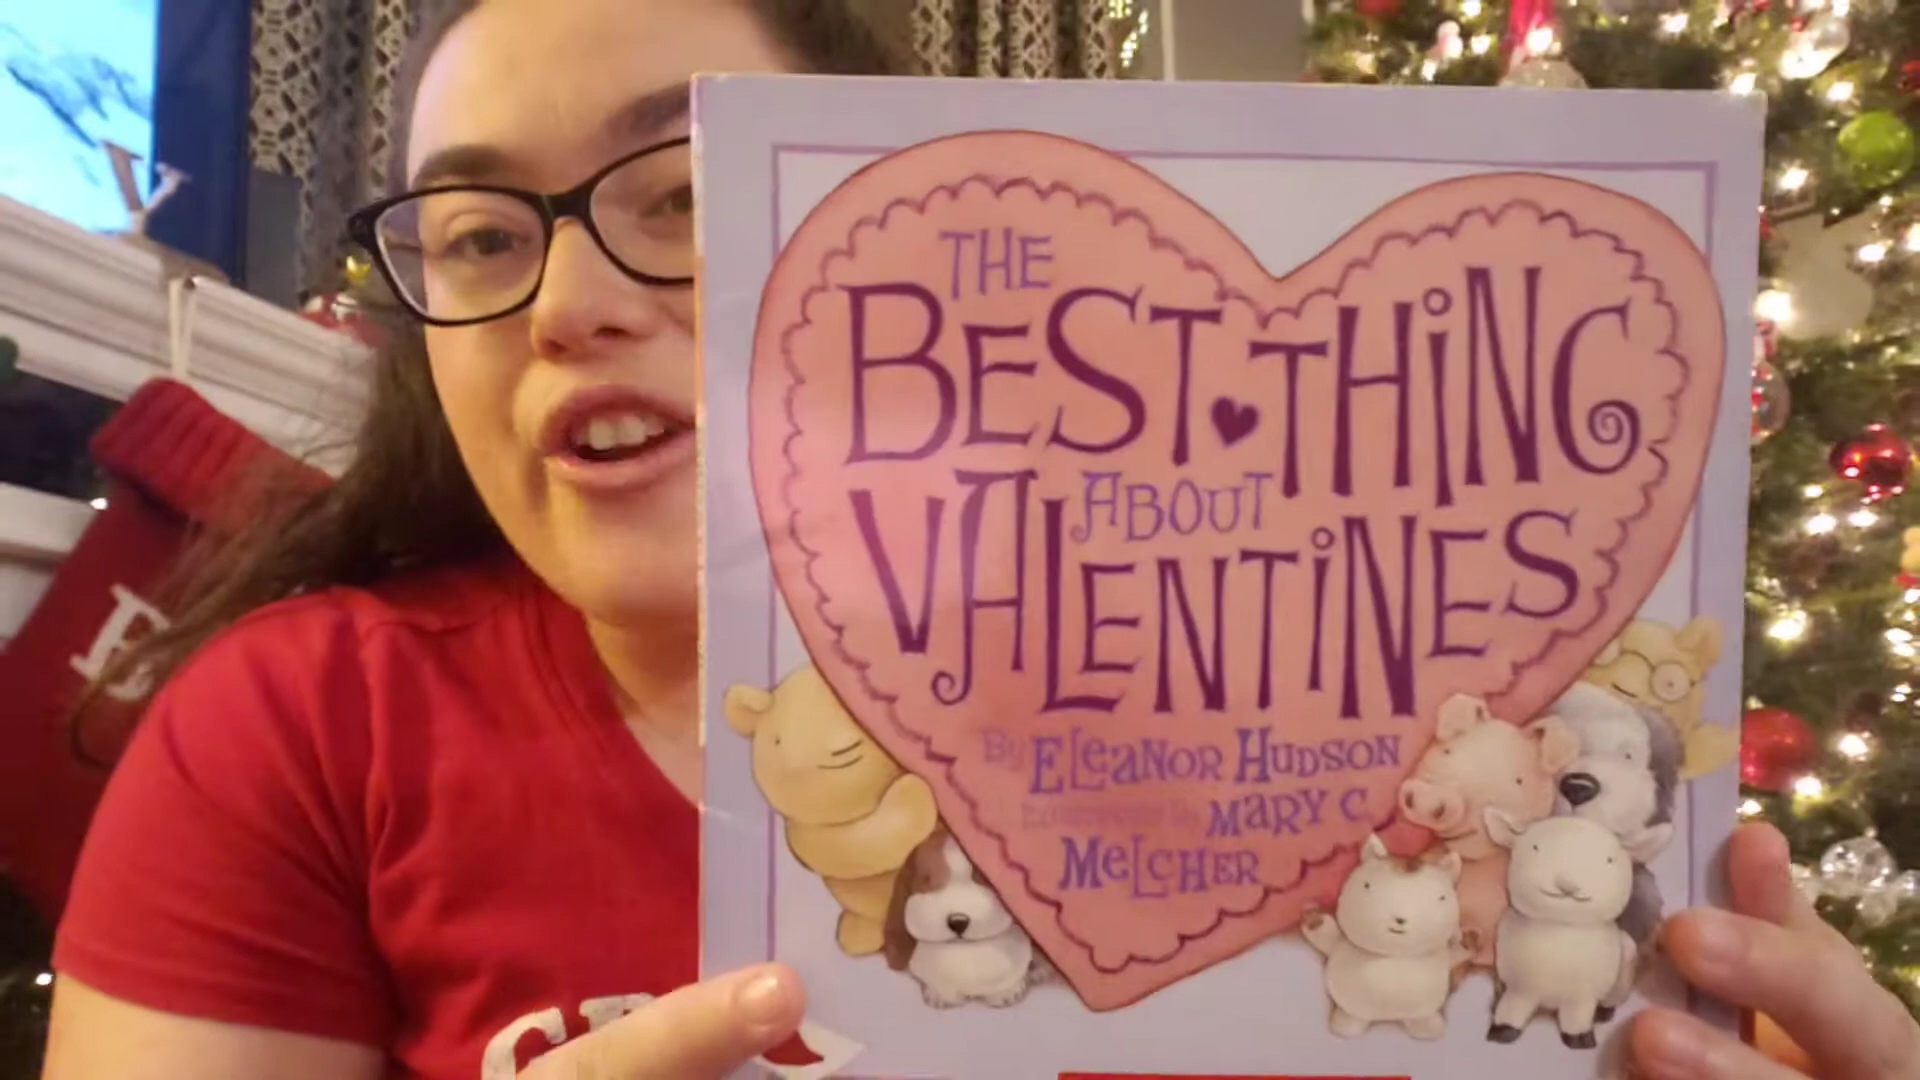 THE
BEST THING
ABOUT
VALENTINES
By ELEANOR HUDSON
MARY C.
MELCHER